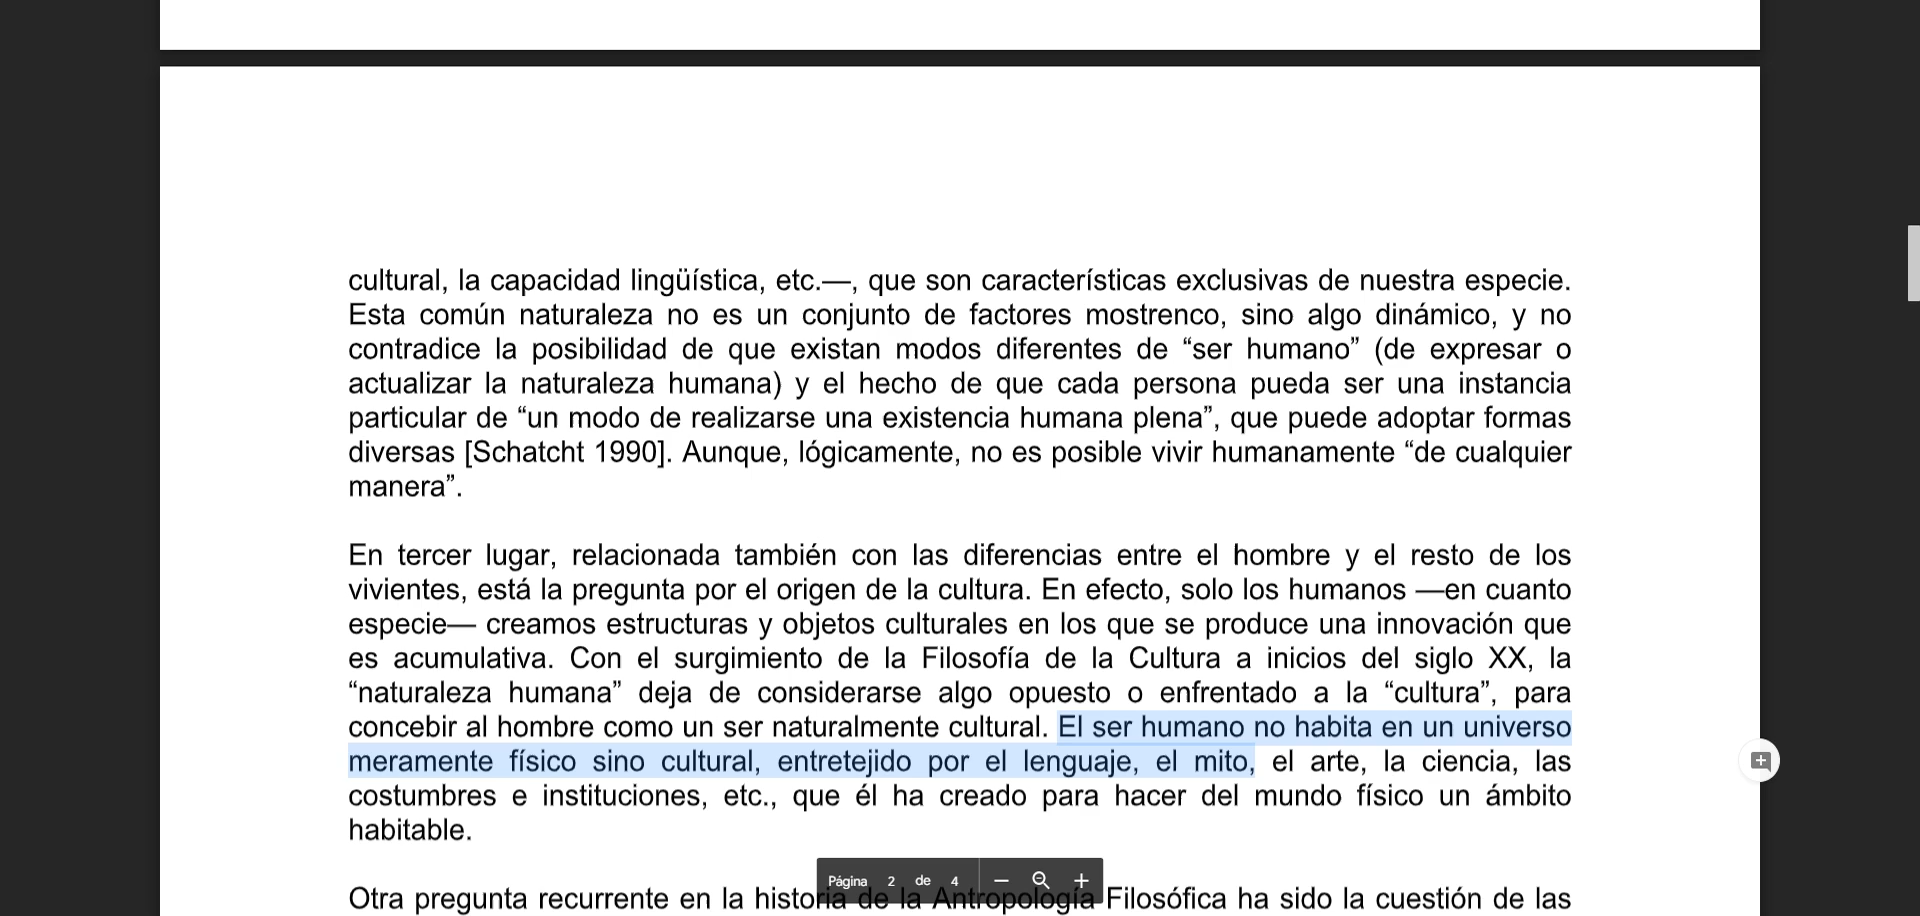 cultural, la capacidad lingüística, etc.—, que son características exclusivas de nuestra especie.
Esta común naturaleza no es un conjunto de factores mostrenco, sino algo dinámico, y no
contradice la posibilidad de que existan modos diferentes de “ser humano” (de expresar o
actualizar la naturaleza humana) y el hecho de que cada persona pueda ser una instancia
particular de “un modo de realizarse una existencia humana plena”, que puede adoptar formas
diversas [Schatcht 1990]. Aunque, lógicamente, no es posible vivir humanamente “de cualquier
manera”.
En tercer lugar, relacionada también con las diferencias entre el hombre y el resto de los
vivientes, está la pregunta por el origen de la cultura. En efecto, solo los humanos —en cuanto
especie— creamos estructuras y objetos culturales en los que se produce una innovación que
es acumulativa. Con el surgimiento de la Filosofía de la Cultura a inicios del siglo XX, la
“naturaleza humana” deja de considerarse algo opuesto o enfrentado a la “cultura”, para
concebir al hombre como un ser naturalmente cultural. El ser humano no habita en un universo
meramente físico sino cultural, entretejido por el lenguaje, el mito, el arte, la ciencia, las
costumbres e instituciones, etc., que él ha creado para hacer del mundo físico un ámbito
habitable.
Otra pregunta recurrente en la historia de la Antropología Filosófica ha sido la cuestión de las
Página 2 de 4